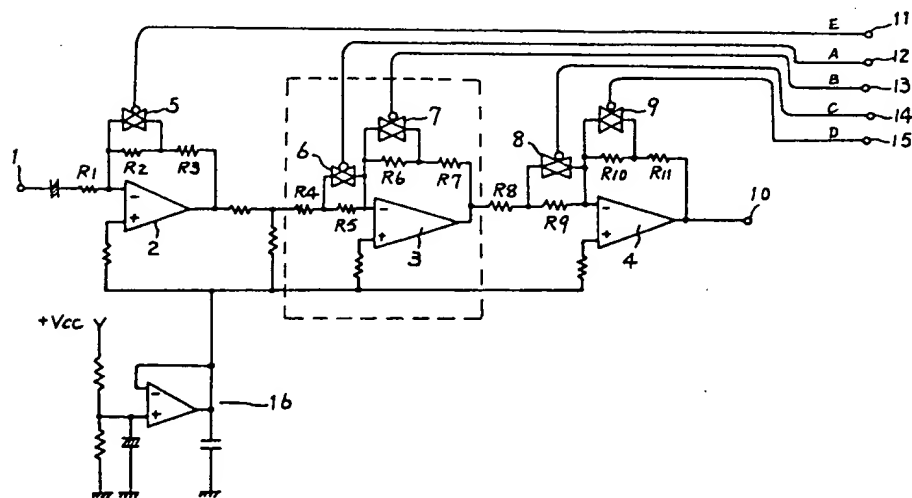 E 11
A 12
B 13
C 14
D 15
5
7
9
6
8
1
R1
R2 R3
R4
R5
R6 R7
R8
R9
R10 R11
10
- + 2
- + 3
- + 4
+Vcc
- + 16